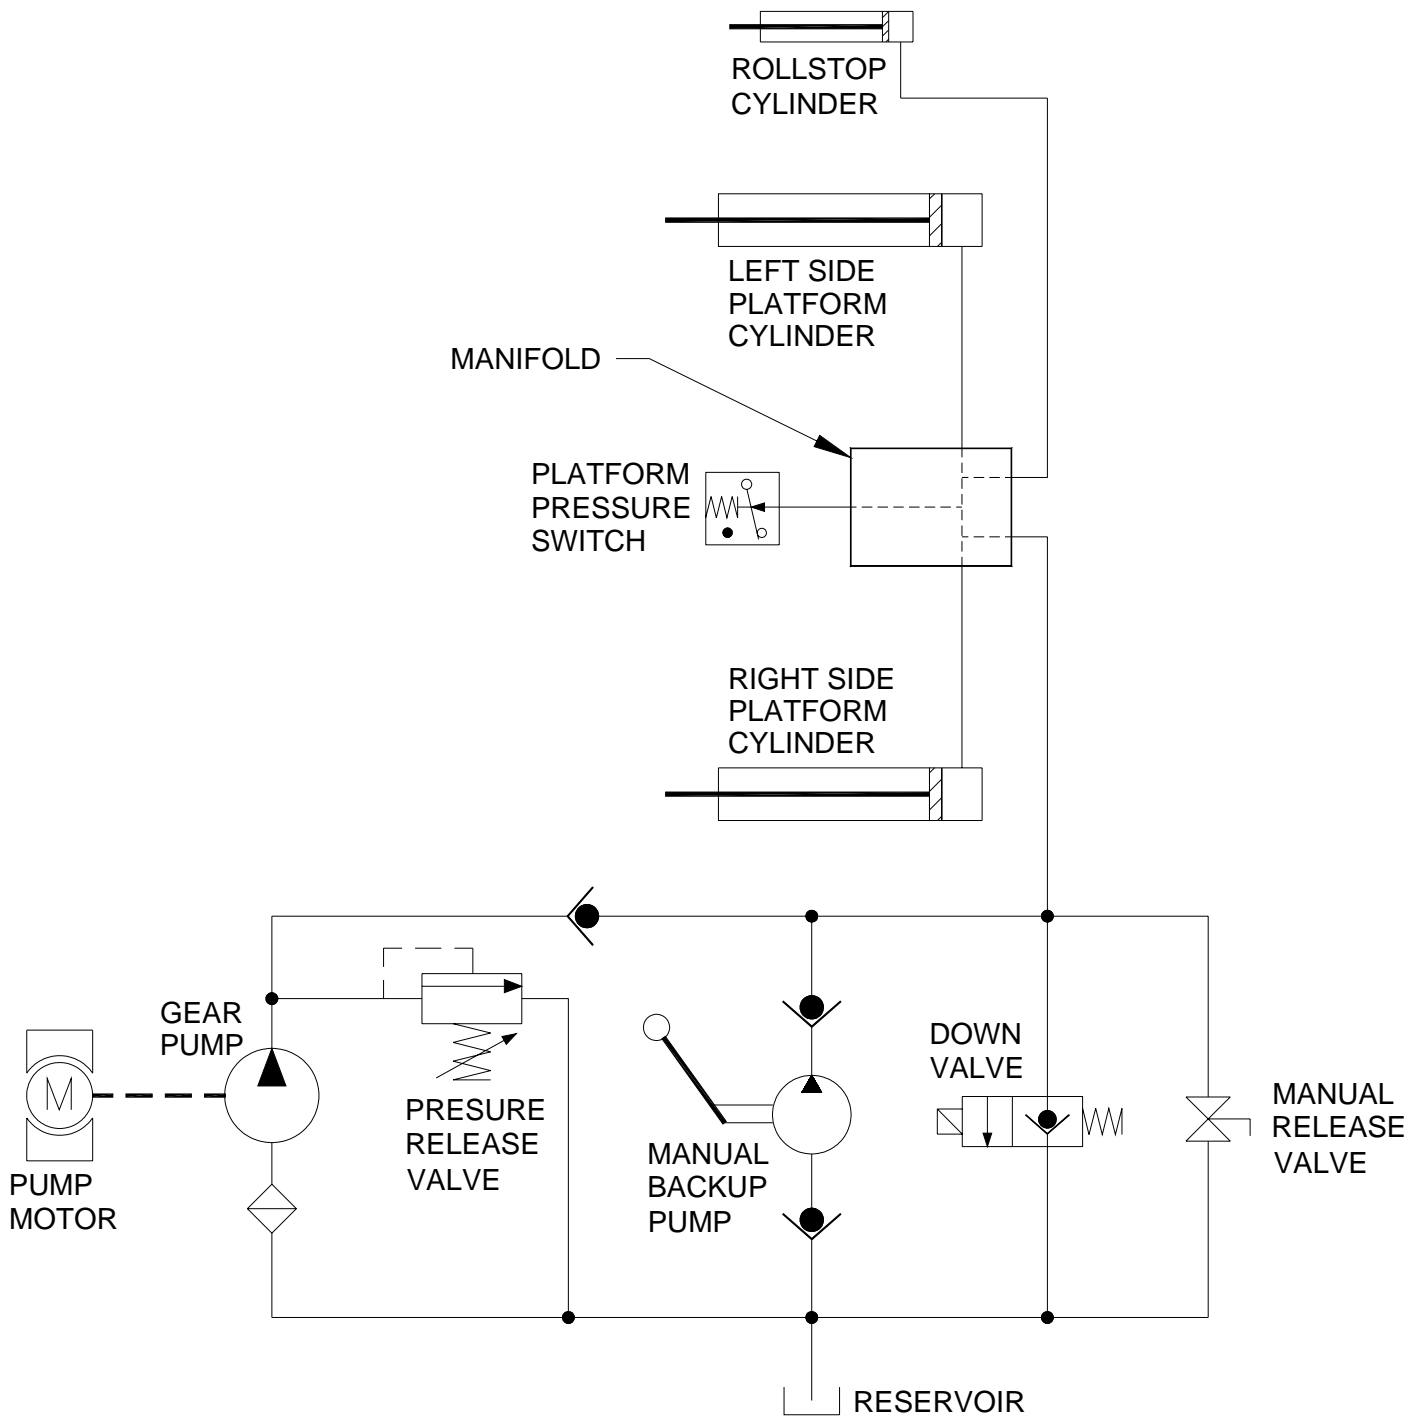 ROLLSTOP
CYLINDER
LEFT SIDE
PLATFORM
CYLINDER
MANIFOLD
PLATFORM
PRESSURE
SWITCH
RIGHT SIDE
PLATFORM
CYLINDER
GEAR
PUMP
M
PUMP
MOTOR
PRESURE
RELEASE
VALVE
MANUAL
BACKUP
PUMP
DOWN
VALVE
MANUAL
RELEASE
VALVE
RESERVOIR